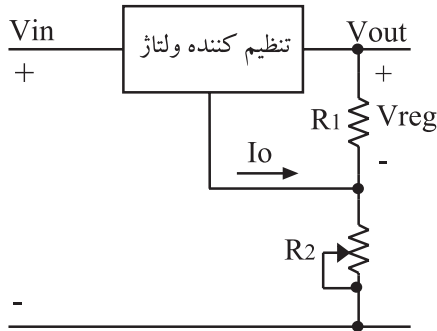 Vin
Vout
تنظیم کننده ولتاژ
+
+
R1
Vreg
Io
-
R2
-